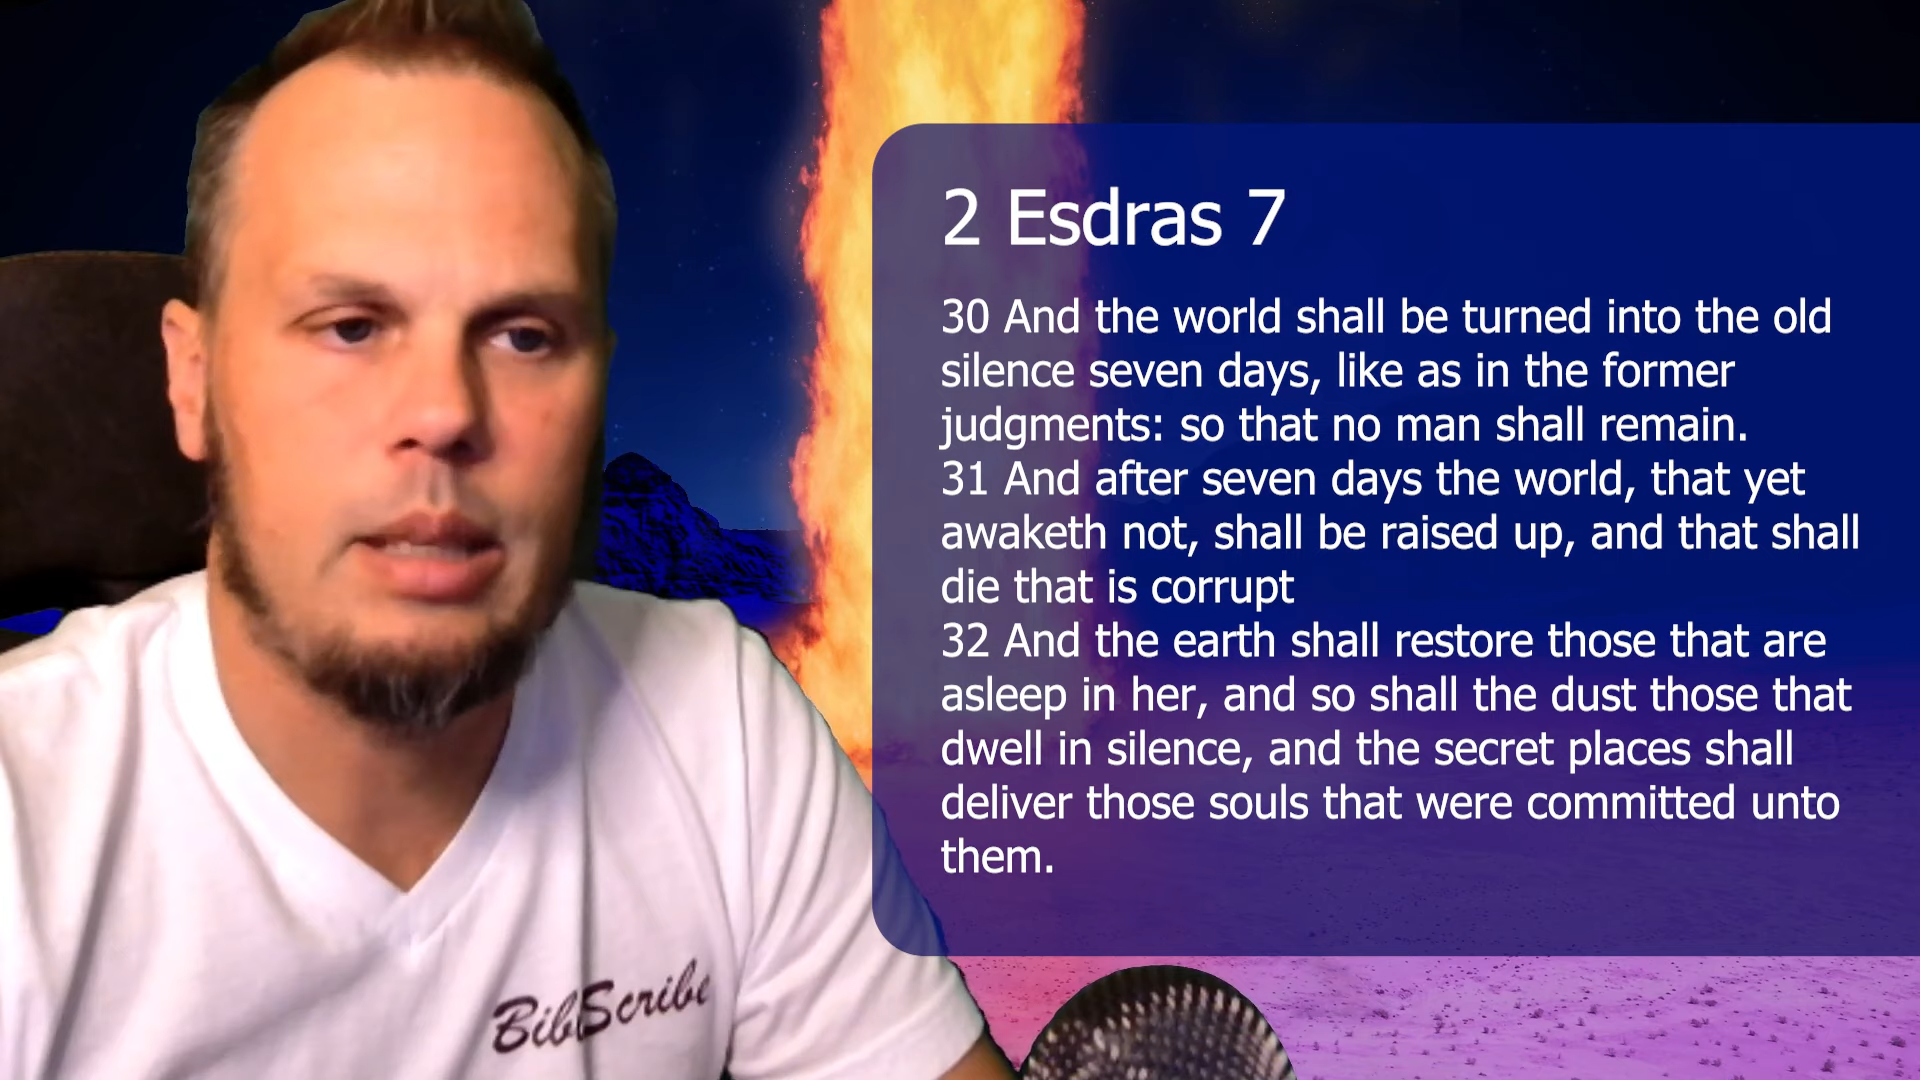 2 Esdras 7
30 And the world shall be turned into the old
silence seven days, like as in the former
judgments: so that no man shall remain.
31 And after seven days the world, that yet
awaketh not, shall be raised up, and that shall
die that is corrupt
32 And the earth shall restore those that are
asleep in her, and so shall the dust those that
dwell in silence, and the secret places shall
deliver those souls that were committed unto
them.
BibScribe